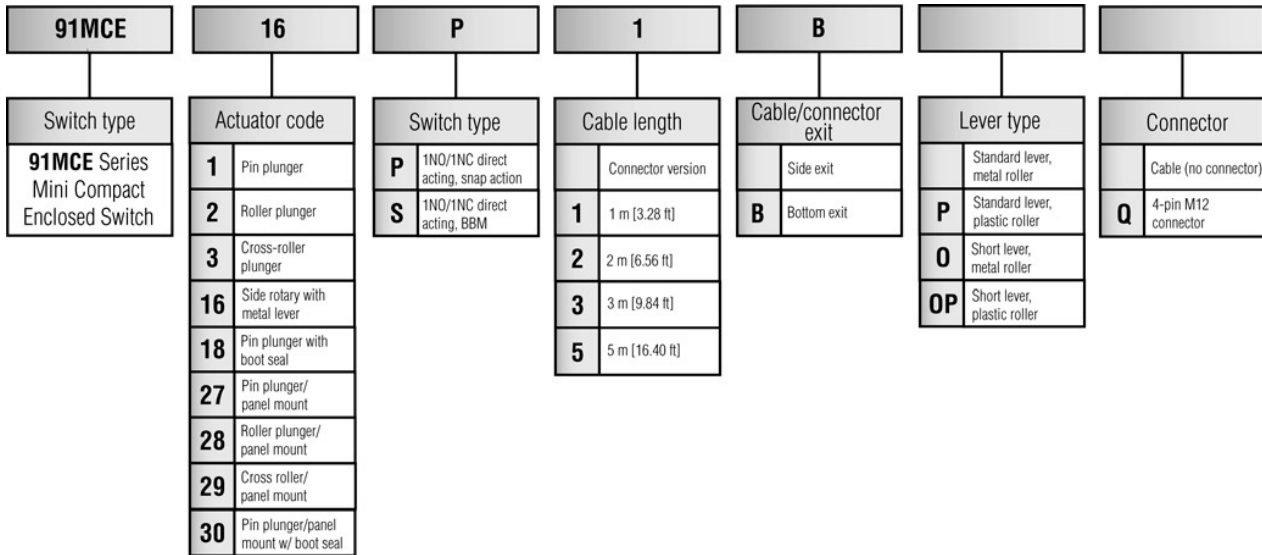 91MCE 16 P 1 B
Switch type
91MCE Series
Mini Compact
Enclosed Switch
Actuator code
1 Pin plunger
2 Roller plunger
3 Cross-roller
plunger
16 Side rotary with
metal lever
18 Pin plunger with
boot seal
27 Pin plunger/
panel mount
28 Roller plunger/
panel mount
29 Cross roller/
panel mount
30 Pin plunger/panel
mount w/ boot seal
Switch type
P 1NO/1NC direct
acting, snap action
S 1NO/1NC direct
acting, BBM
Cable length
Connector version
1 1 m [3.28 ft]
2 2 m [6.56 ft]
3 3 m [9.84 ft]
5 5 m [16.40 ft]
Cable/connector
exit
Side exit
B Bottom exit
Lever type
Standard lever,
metal roller
P Standard lever,
plastic roller
O Short lever,
metal roller
OP Short lever,
plastic roller
Connector
Cable (no connector)
Q 4-pin M12
connector